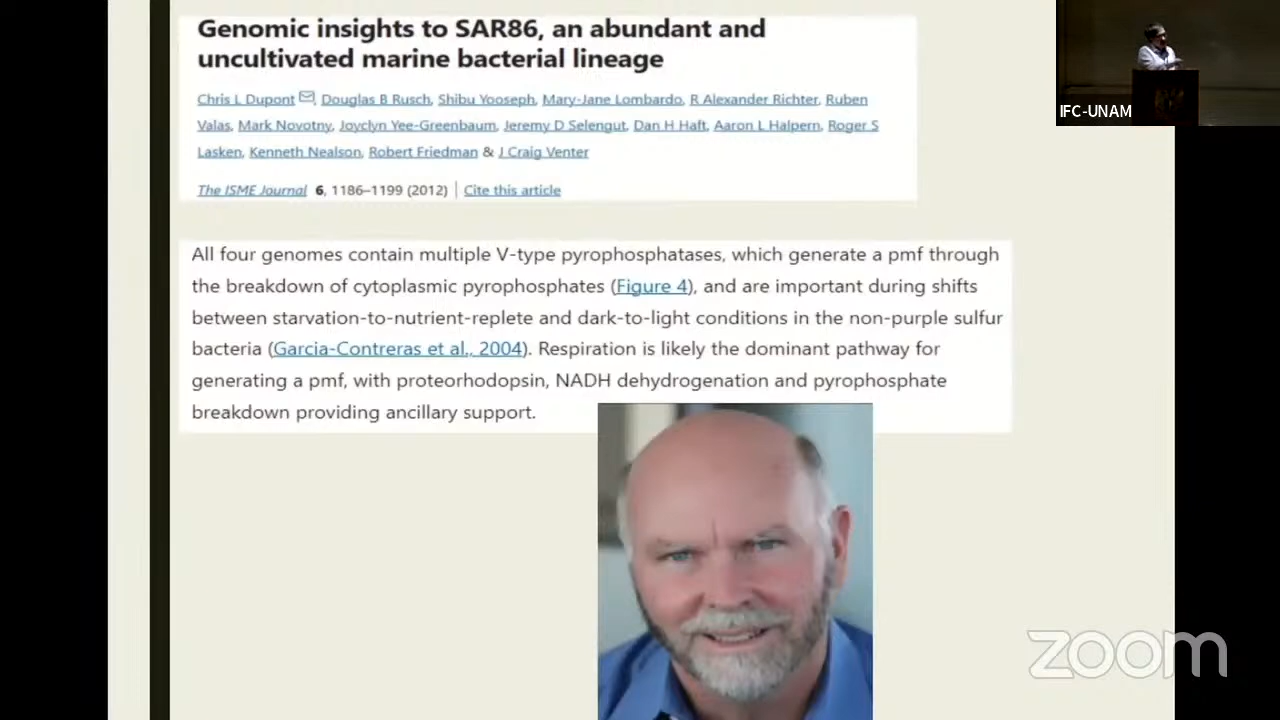 Genomic insights to SAR86, an abundant and
uncultivated marine bacterial lineage
Chris L Dupont, Douglas B Rusch, Shibu Yooseph, Mary-Jane Lombardo, R Alexander Richter, Ruben
Valas, Mark Novotny, Joyclyn Yee-Greenbaum, Jeremy D Selengut, Dan H Haft, Aaron L Halpern, Roger S
Lasken, Kenneth Nealson, Robert Friedman & J Craig Venter
The ISME Journal 6, 1186–1199 (2012) | Cite this article
All four genomes contain multiple V-type pyrophosphatases, which generate a pmf through
the breakdown of cytoplasmic pyrophosphates (Figure 4), and are important during shifts
between starvation-to-nutrient-replete and dark-to-light conditions in the non-purple sulfur
bacteria (Garcia-Contreras et al., 2004). Respiration is likely the dominant pathway for
generating a pmf, with proteorhodopsin, NADH dehydrogenation and pyrophosphate
breakdown providing ancillary support.
IFC-UNAM
zoom